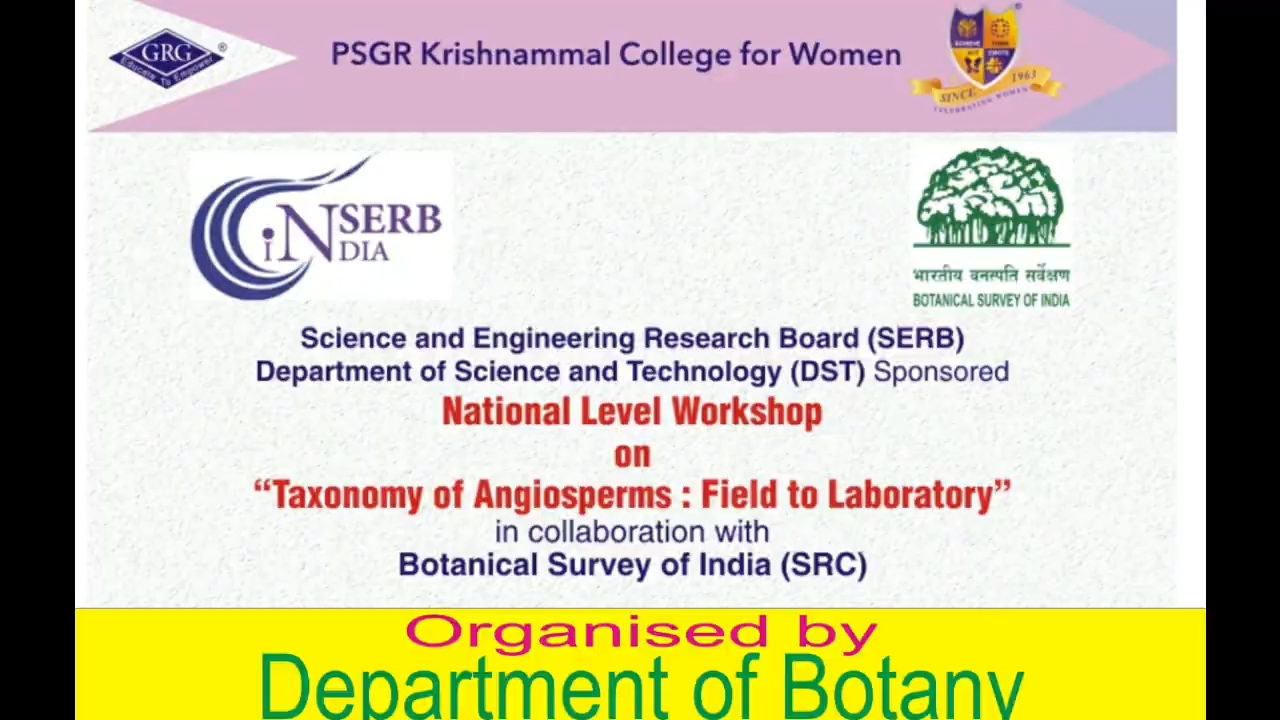 GRG
Educate To Empower
PSGR Krishnammal College for Women
SINCE 1963
CELEBRATING WOMEN
SERB
INDIA
भारतीय वनस्पति सर्वेक्षण
BOTANICAL SURVEY OF INDIA
Science and Engineering Research Board (SERB)
Department of Science and Technology (DST) Sponsored
National Level Workshop
on
“Taxonomy of Angiosperms : Field to Laboratory”
in collaboration with
Botanical Survey of India (SRC)
Organised by
Department of Botany